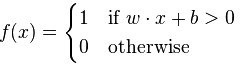 f(x) = { 1 if w · x + b > 0
0 otherwise